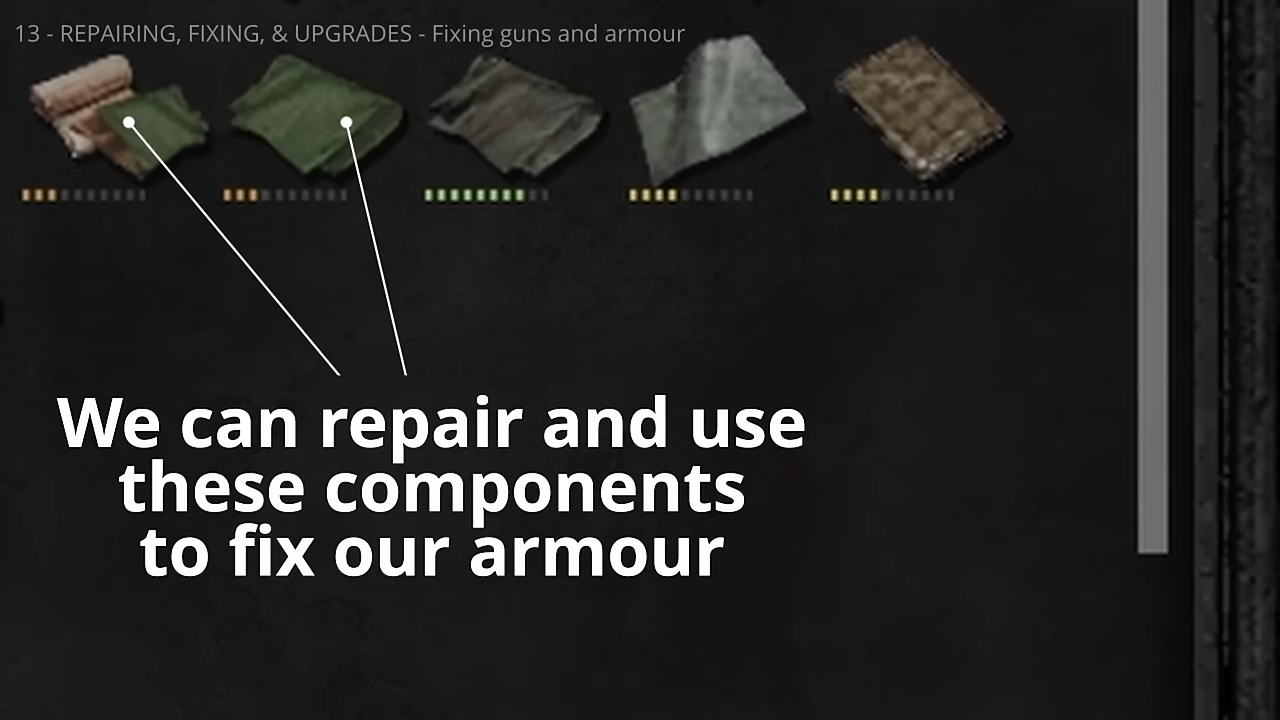 13 - REPAIRING, FIXING, & UPGRADES - Fixing guns and armour
We can repair and use
these components
to fix our armour